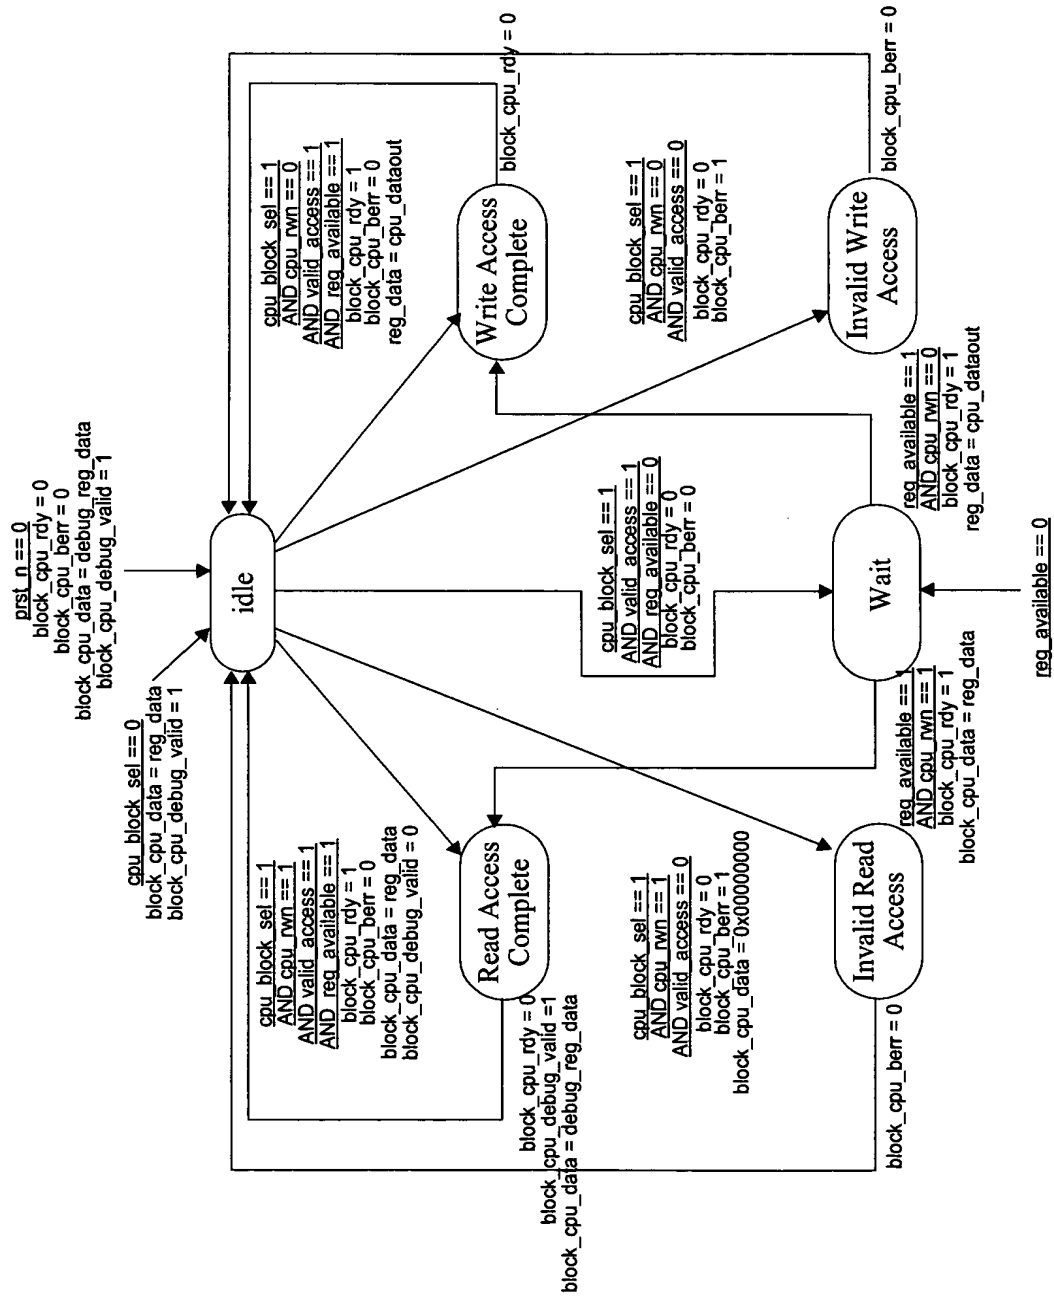 prst_n == 0
block_cpu_rdy = 0
block_cpu_berr = 0
block_cpu_data = debug_reg_data
block_cpu_debug_valid = 1
cpu_block_sel == 0
block_cpu_data = reg_data
block_cpu_debug_valid = 1
idle
cpu_block_sel == 1
AND cpu_rwn == 1
AND valid_access == 1
AND reg_available == 1
block_cpu_rdy = 1
block_cpu_berr = 0
block_cpu_data = reg_data
block_cpu_debug_valid = 0
cpu_block_sel == 1
AND cpu_rwn == 0
AND valid_access == 1
AND reg_available == 1
block_cpu_rdy = 1
block_cpu_berr = 0
reg_data = cpu_dataout
Read Access
Complete
Write Access
Complete
block_cpu_rdy = 0
block_cpu_debug_valid =1
block_cpu_data = debug_reg_data
block_cpu_rdy = 0
cpu_block_sel == 1
AND valid_access == 1
AND reg_available == 0
block_cpu_rdy = 0
block_cpu_berr = 0
cpu_block_sel == 1
AND cpu_rwn == 1
AND valid_access == 0
block_cpu_rdy = 0
block_cpu_berr = 1
block_cpu_data = 0x00000000
cpu_block_sel == 1
AND cpu_rwn == 0
AND valid_access == 0
block_cpu_rdy = 0
block_cpu_berr = 1
Invalid Read
Access
Wait
Invalid Write
Access
block_cpu_berr = 0
reg_available == 1
AND cpu_rwn == 1
block_cpu_rdy = 1
block_cpu_data = reg_data
reg_available == 1
AND cpu_rwn == 0
block_cpu_rdy = 1
reg_data = cpu_dataout
block_cpu_berr = 0
reg_available == 0